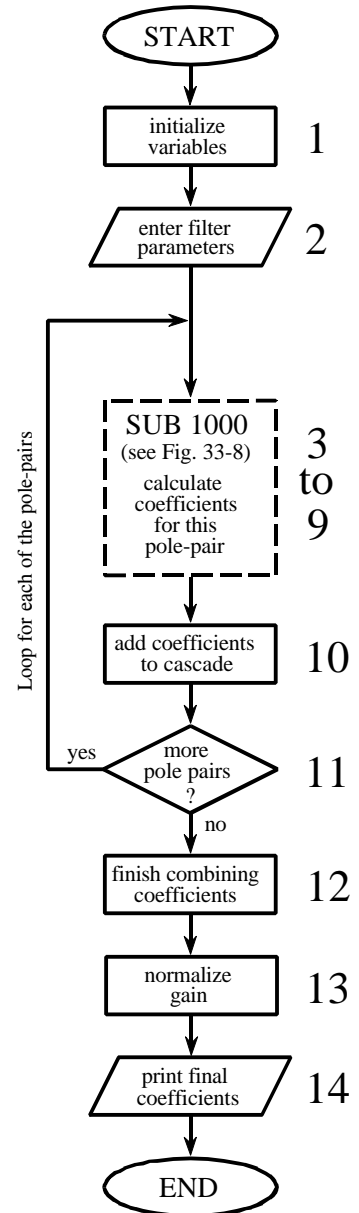 START
initialize
variables
1
enter filter
parameters
2
Loop for each of the pole-pairs
SUB 1000
(see Fig. 33-8)
calculate
coefficients
for this
pole-pair
3
to
9
add coefficients
to cascade
10
more
pole pairs
?
yes
11
no
finish combining
coefficients
12
normalize
gain
13
print final
coefficients
14
END